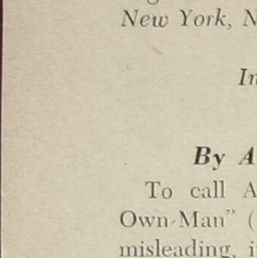 New York, N
In
By A
To call A
Own-Man" (
misleading, i